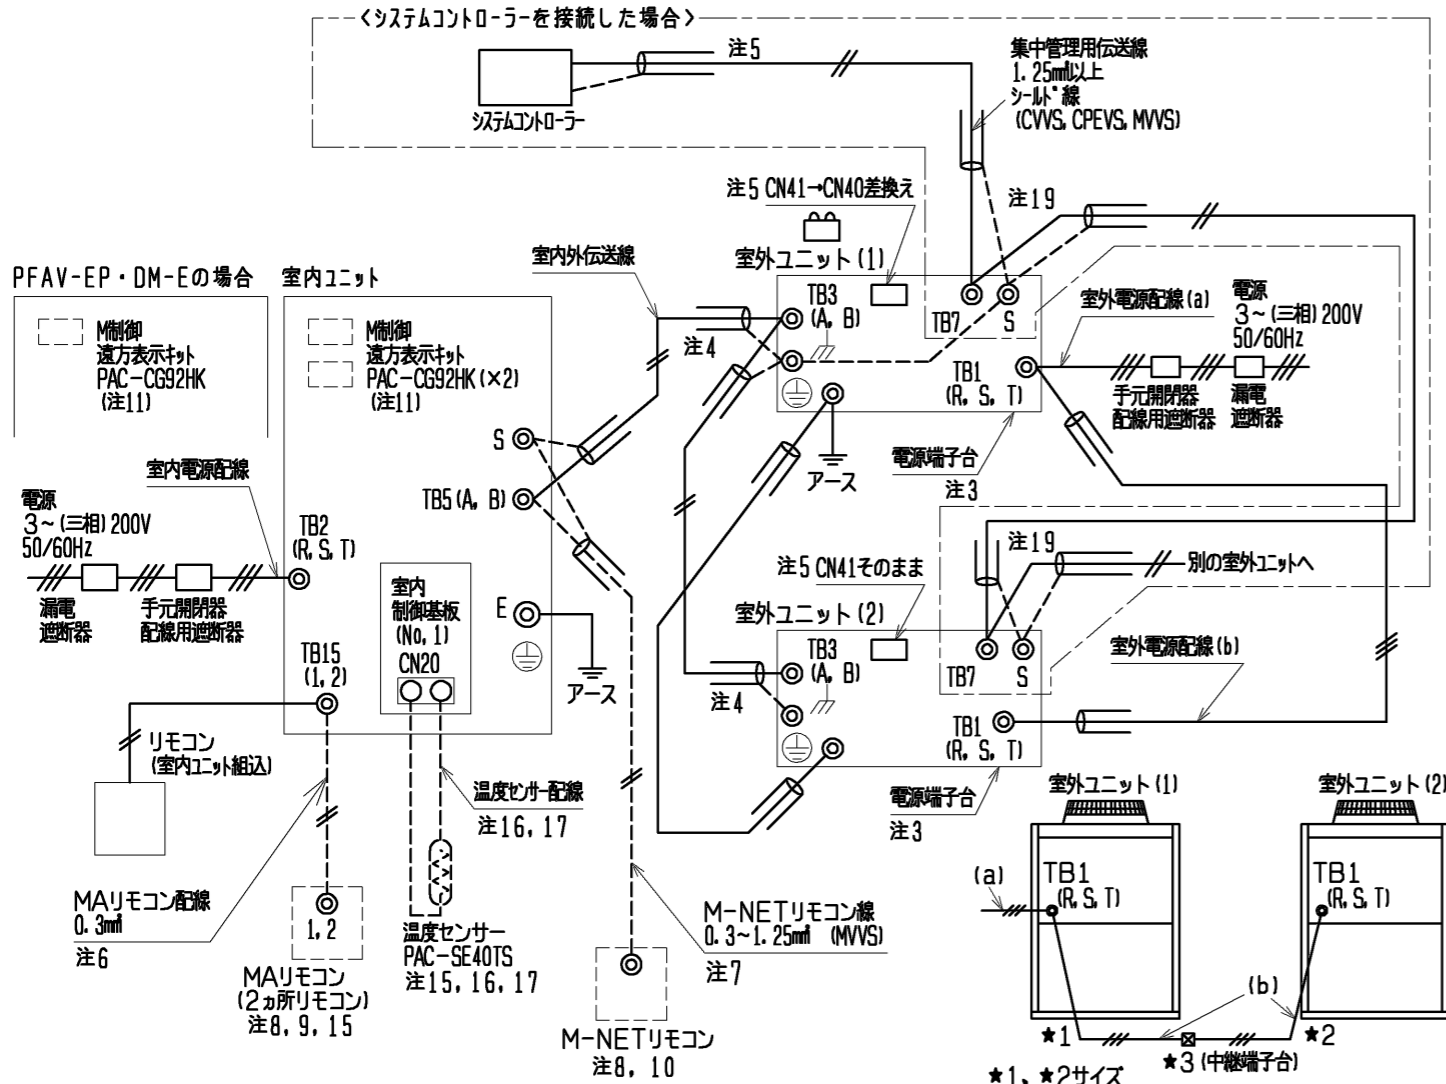 <システムコントローラーを接続した場合>
注5
システムコントローラー
集中管理用伝送線
1.25㎟以上
シールド線
(CVVS, CPEVS, MVVS)
注5 CN41→CN40差換え
注19
室外ユニット(1)
TB3
(A, B)
TB7
S
TB1
(R, S, T)
室外電源配線(a)
電源
3~(三相)200V
50/60Hz
手元開閉器
配線用遮断器
漏電
遮断器
電源端子台
注3
アース
室内外伝送線
注4
PFAV-EP・DM-Eの場合
M制御
遠方表示キット
PAC-CG92HK
(注11)
室内ユニット
M制御
遠方表示キット
PAC-CG92HK(×2)
(注11)
S
TB5(A, B)
室内電源配線
電源
3~(三相)200V
50/60Hz
漏電
遮断器
手元開閉器
配線用遮断器
TB2
(R, S, T)
室内
制御基板
(No, 1)
CN20
E
アース
TB15
(1, 2)
リモコン
(室内ユニット組込)
温度センサー配線
注16, 17
MAリモコン配線
0.3㎟
注6
1, 2
MAリモコン
(2ヵ所リモコン)
注8, 9, 15
温度センサー
PAC-SE40TS
注15, 16, 17
M-NETリモコン線
0.3~1.25㎟ (MVVS)
注7
M-NETリモコン
注8, 10
注19
別の室外ユニットへ
注5 CN41そのまま
室外ユニット(2)
TB3
(A, B)
注4
TB7
S
TB1
(R, S, T)
室外電源配線(b)
電源端子台
注3
室外ユニット(1)
室外ユニット(2)
(a)
TB1
(R, S, T)
TB1
(R, S, T)
(b)
★1
★2
★3(中継端子台)
★1, ★2サイズ